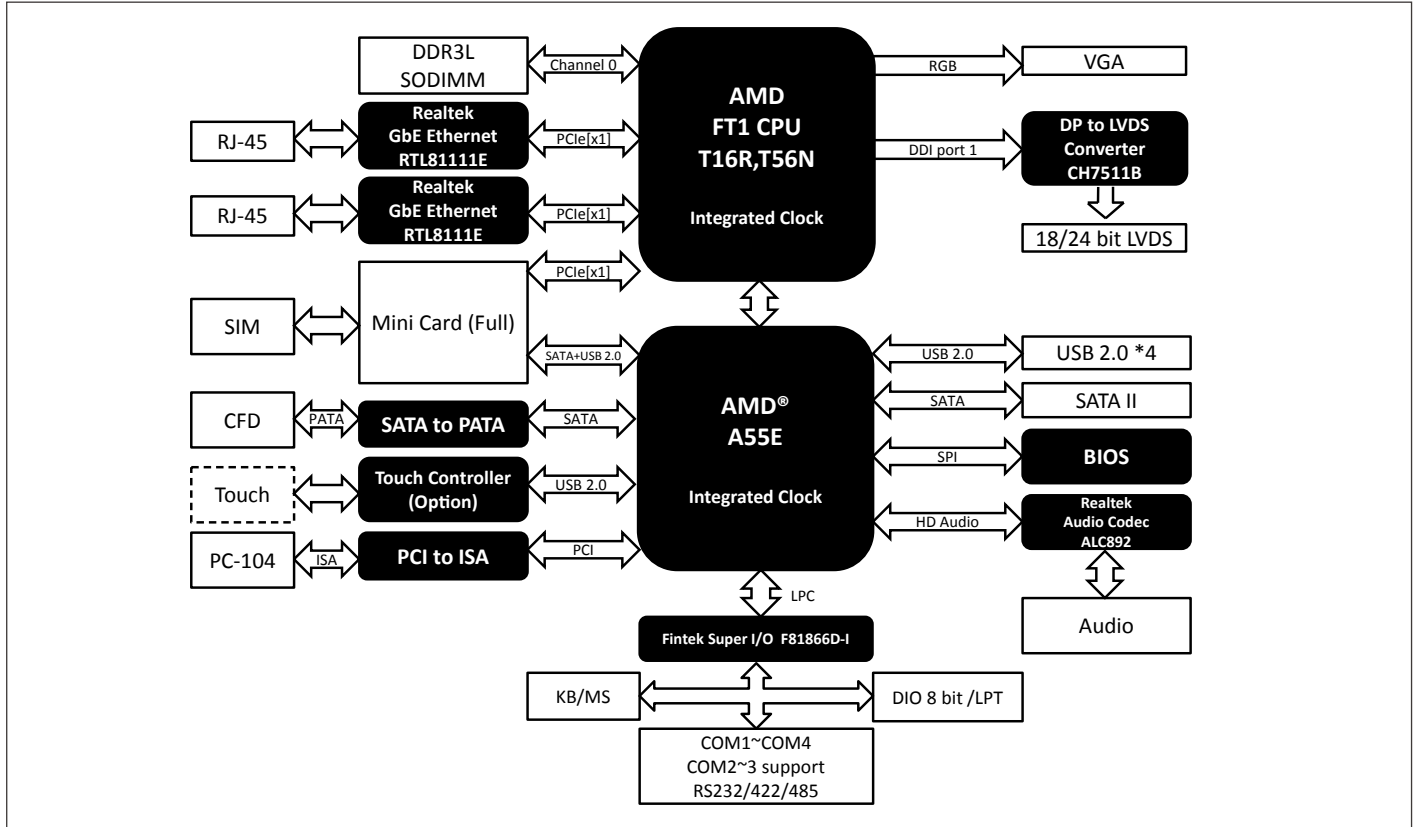 DDR3L
SODIMM
Channel 0
AMD
FT1 CPU
T16R,T56N
Integrated Clock
RGB
VGA
RJ-45
Realtek
GbE Ethernet
RTL81111E
PCIe[x1]
DDI port 1
DP to LVDS
Converter
CH7511B
RJ-45
Realtek
GbE Ethernet
RTL8111E
PCIe[x1]
18/24 bit LVDS
SIM
Mini Card (Full)
PCIe[x1]
SATA+USB 2.0
AMD®
A55E
Integrated Clock
USB 2.0
USB 2.0 *4
SATA
SATA II
CFD
PATA
SATA to PATA
SATA
SPI
BIOS
Touch
Touch Controller
(Option)
USB 2.0
HD Audio
Realtek
Audio Codec
ALC892
PC-104
ISA
PCI to ISA
PCI
LPC
Audio
Fintek Super I/O F81866D-I
KB/MS
DIO 8 bit /LPT
COM1~COM4
COM2~3 support
RS232/422/485